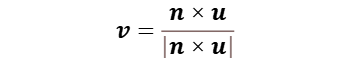 v = n × u / |n × u|